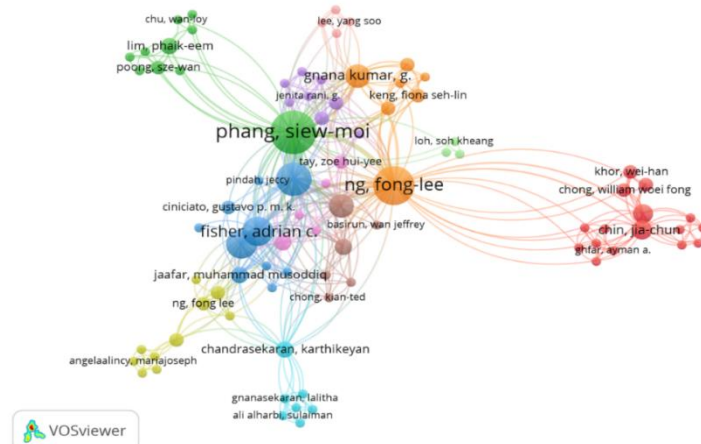 chu, wan-loy
lee, yang soo
lim, phaik-eem
poong, sze-wan
gnana kumar, g.
jenita rani, g.
keng, fiona seh-lin
phang, siew-moi
loh, soh kheang
tay, zoe hui-yee
khor, wei-han
pindah, jeccy
ng, fong-lee
chong, william woei fong
ciniciato, gustavo p. m. k.
basirun, wan jeffrey
fisher, adrian c.
chin, jia-chun
ghfar, ayman a.
jaafar, muhammad musoddiq
chong, kian-ted
ng, fong lee
chandrasekaran, karthikeyan
angelaalincy, mariajoseph
gnanasekaran, lalitha
ali alharbi, sulaiman
VOSviewer